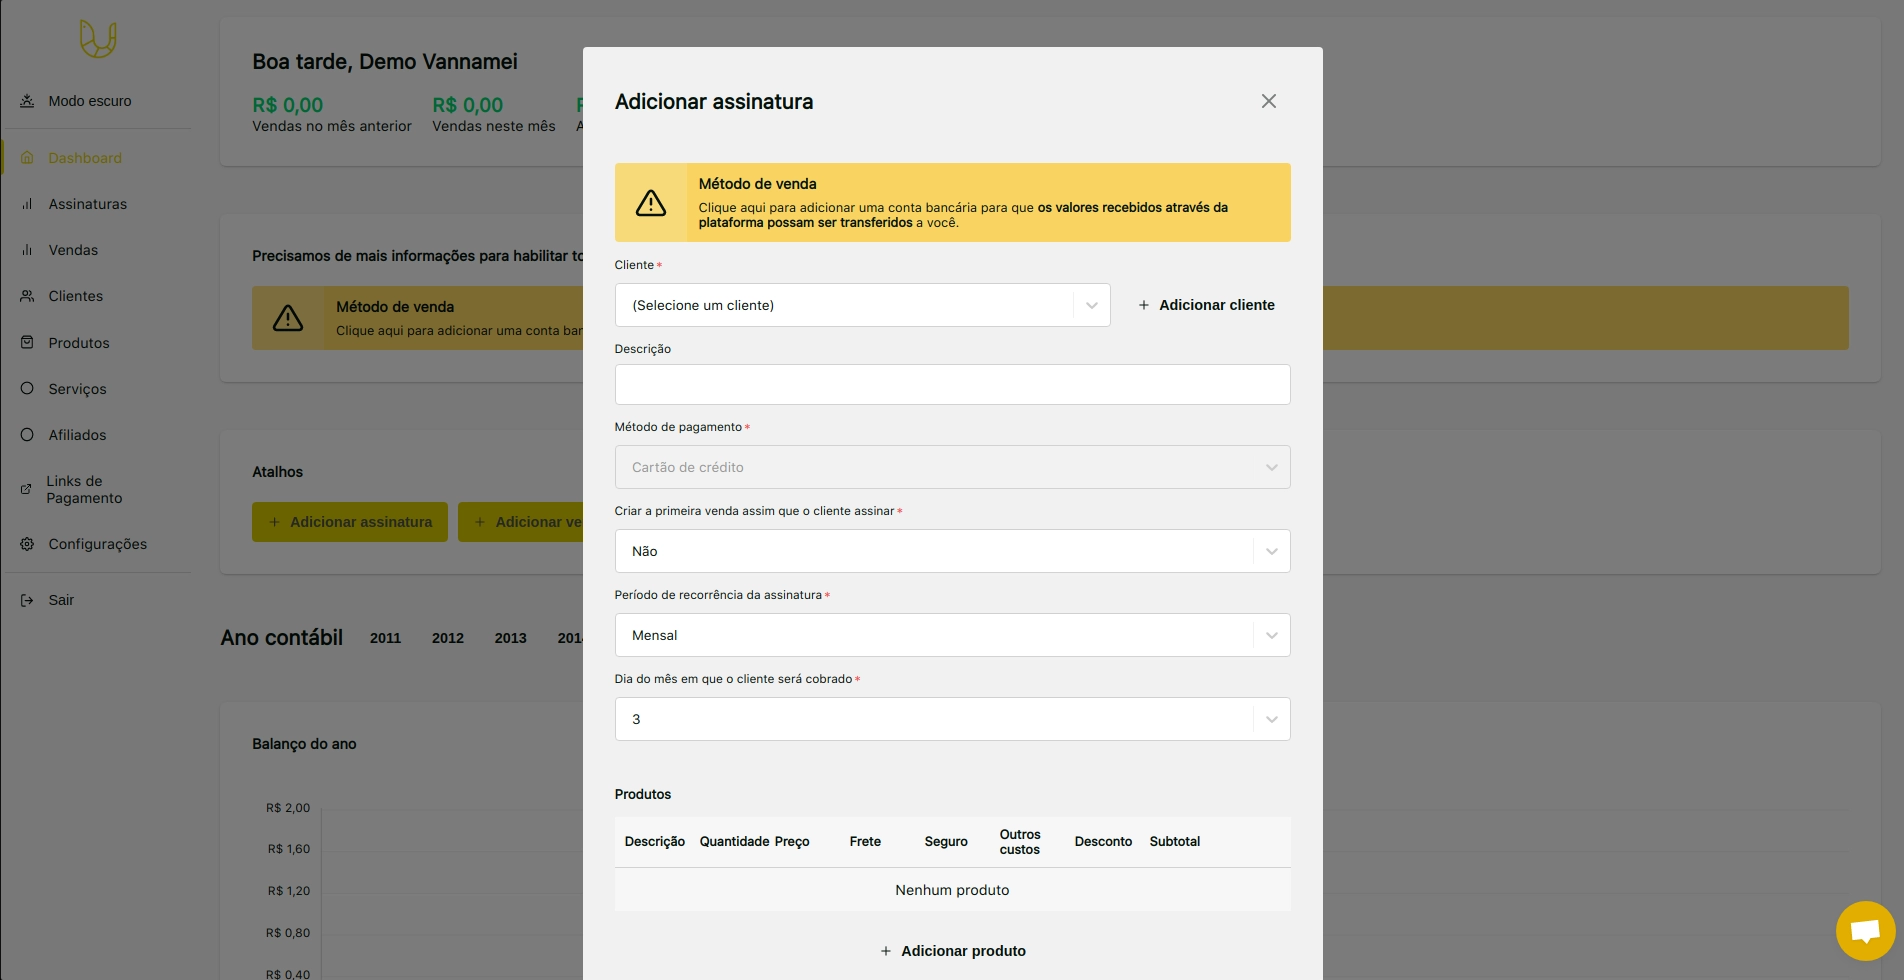 Modo escuro
Dashboard
Assinaturas
Vendas
Clientes
Produtos
Serviços
Afiliados
Links de
Pagamento
Configurações
Sair
Boa tarde, Demo Vannamei
R$ 0,00
Vendas no mês anterior
R$ 0,00
Vendas neste mês
Precisamos de mais informações para habilitar
Método de venda
Clique aqui para adicionar uma conta
Atalhos
+ Adicionar assinatura
+ Adicionar
Ano contábil
2011
2012
2013
Balanço do ano
R$ 2,00
R$ 1,60
R$ 1,20
R$ 0,80
R$ 0,40
Adicionar assinatura
Método de venda
Clique aqui para adicionar uma conta bancária para que os valores recebidos através da
plataforma possam ser transferidos a você.
Cliente*
(Selecione um cliente)
+ Adicionar cliente
Descrição
Método de pagamento*
Cartão de crédito
Criar a primeira venda assim que o cliente assinar*
Não
Período de recorrência da assinatura*
Mensal
Dia do mês em que o cliente será cobrado*
3
Produtos
Descrição Quantidade Preço Frete Seguro Outros custos Desconto Subtotal
Nenhum produto
+ Adicionar produto